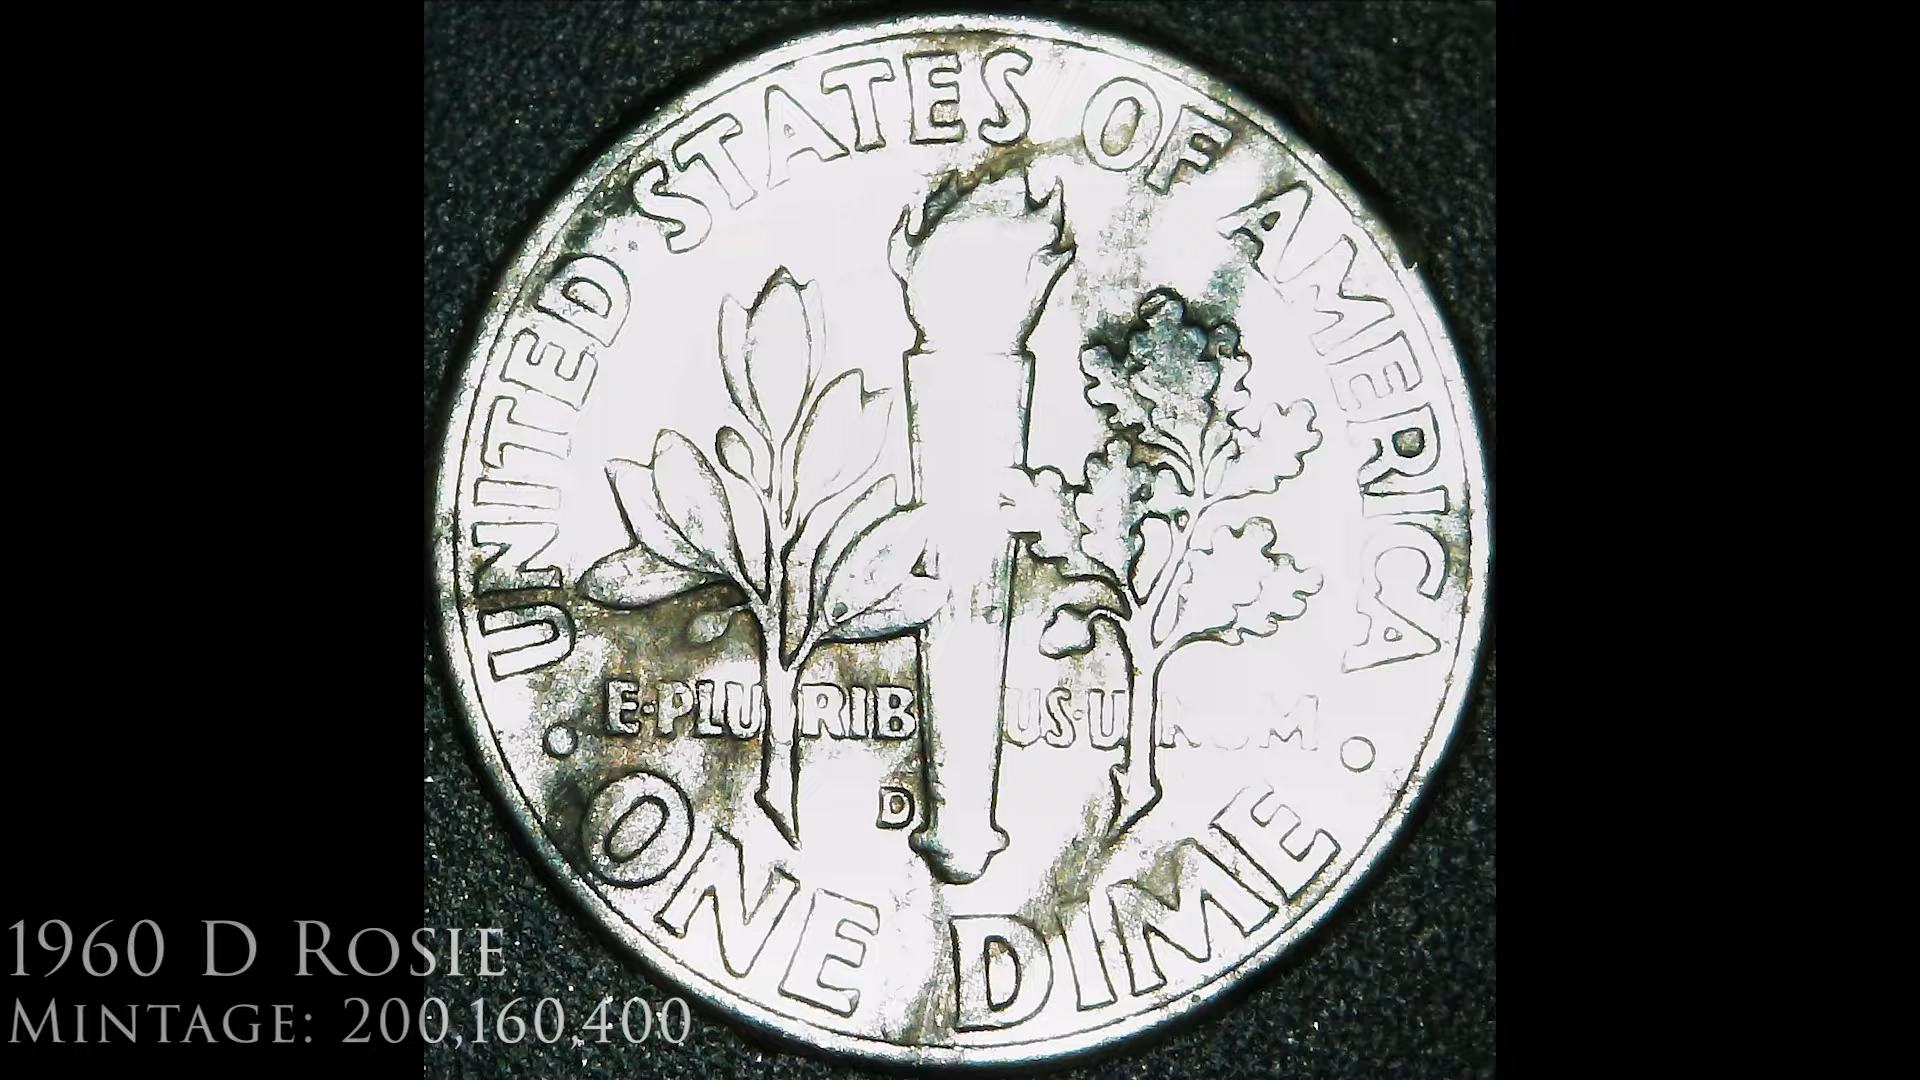 UNITED STATES OF AMERICA
E·PLURIBUS·UNUM
D
· ONE DIME ·
1960 D Rosie
Mintage: 200,160,400